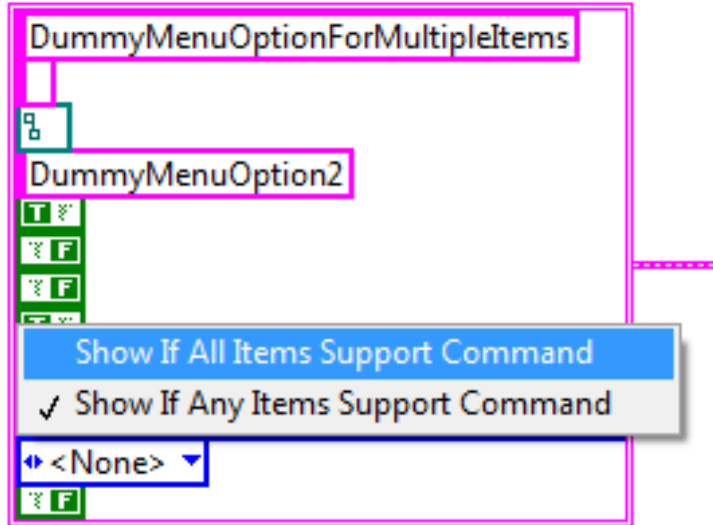 DummyMenuOptionForMultipleItems
DummyMenuOption2
T
F
F
Show If All Items Support Command
✓ Show If Any Items Support Command
<None>
F